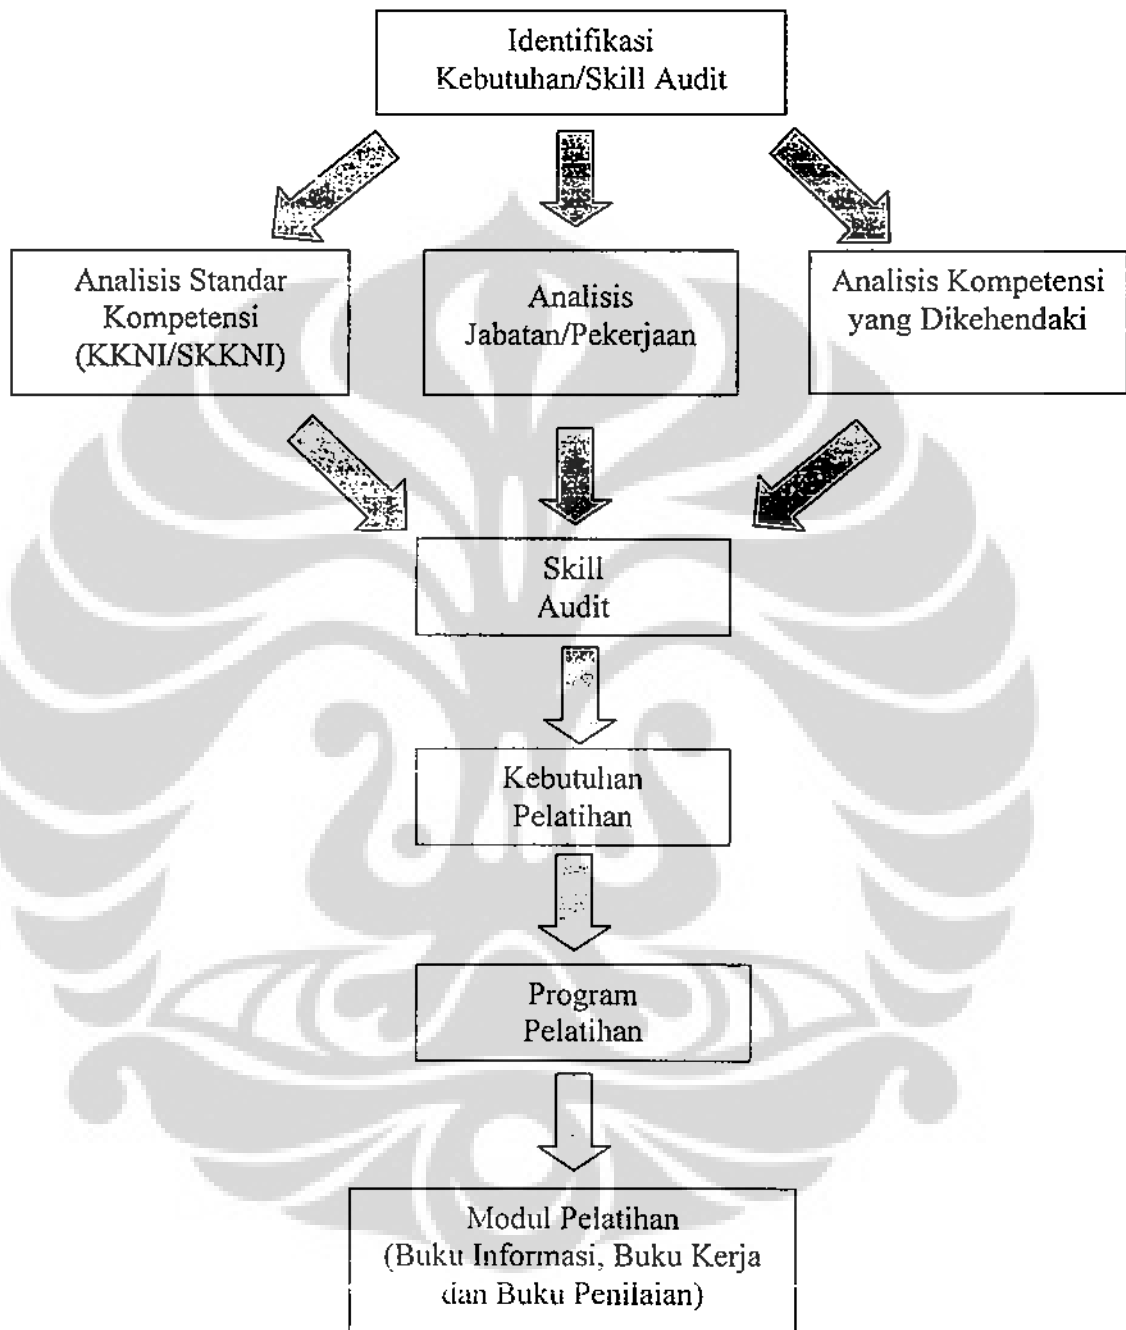 Identifikasi
Kebutuhan/Skill Audit
Analisis Standar
Kompetensi
(KKNI/SKKNI)
Analisis
Jabatan/Pekerjaan
Analisis Kompetensi
yang Dikehendaki
Skill
Audit
Kebutuhan
Pelatihan
Program
Pelatihan
Modul Pelatihan
(Buku Informasi, Buku Kerja
dan Buku Penilaian)